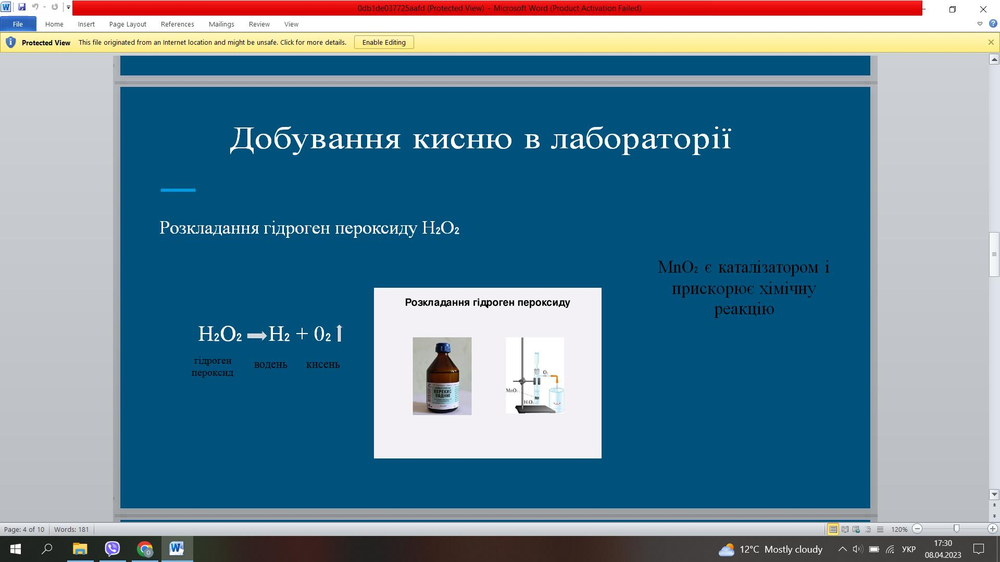 0db1de037725aafd (Protected View) - Microsoft Word (Product Activation Failed)
File Home Insert Page Layout References Mailings Review View
Protected View This file originated from an Internet location and might be unsafe. Click for more details. Enable Editing
Добування кисню в лабораторії
Розкладання гідроген пероксиду H₂O₂
MnO₂ є каталізатором і
прискорює хімічну
реакцію
Розкладання гідроген пероксиду
H₂O₂ H₂ + 0₂
гідроген
пероксид
водень
кисень
ПЕРЕКИС
ВОДНЮ
O₂
MnO₂
H₂O₂
Page: 4 of 10 Words: 181
120%
12°C Mostly cloudy
УКР
17:30
08.04.2023